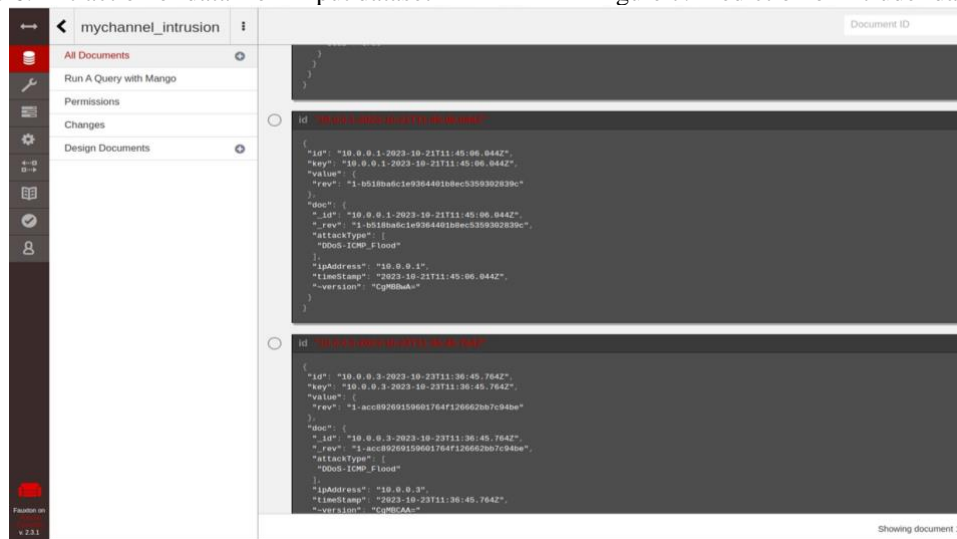 mychannel_intrusion
Document ID
All Documents
Run A Query with Mango
Permissions
Changes
Design Documents
}
}
}
}
id
{
"id": "10.0.0.1-2023-10-21T11:45:06.044Z",
"key": "10.0.0.1-2023-10-21T11:45:06.044Z",
"value": {
"rev": "1-b518ba6c1e9364401b8ec5359302839c"
},
"doc": {
"_id": "10.0.0.1-2023-10-21T11:45:06.044Z",
"_rev": "1-b518ba6c1e9364401b8ec5359302839c",
"attackType": [
"DDoS-ICMP_Flood"
],
"ipAddress": "10.0.0.1",
"timeStamp": "2023-10-21T11:45:06.044Z",
"~version": "CgMBBwA="
}
}
id
{
"id": "10.0.0.3-2023-10-23T11:36:45.764Z",
"key": "10.0.0.3-2023-10-23T11:36:45.764Z",
"value": {
"rev": "1-acc89269159601764f126662bb7c94be"
},
"doc": {
"_id": "10.0.0.3-2023-10-23T11:36:45.764Z",
"_rev": "1-acc89269159601764f126662bb7c94be",
"attackType": [
"DDoS-ICMP_Flood"
],
"ipAddress": "10.0.0.3",
"timeStamp": "2023-10-23T11:36:45.764Z",
"~version": "CgMBCAA="
Fauxton on
v. 2.3.1
Showing document